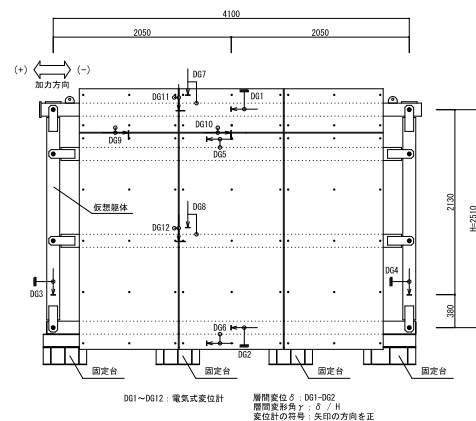 4100
2050
2050
(+)
(-)
加力方向
DG7
DG11
DG1
DG9
DG10
DG5
仮想躯体
DG8
DG12
2130
H=2510
DG3
DG4
380
DG6
DG2
固定台
固定台
固定台
固定台
DG1～DG12：電気式変位計
層間変位δ：DG1-DG2
層間変形角γ：δ / H
変位計の符号：矢印の方向を正